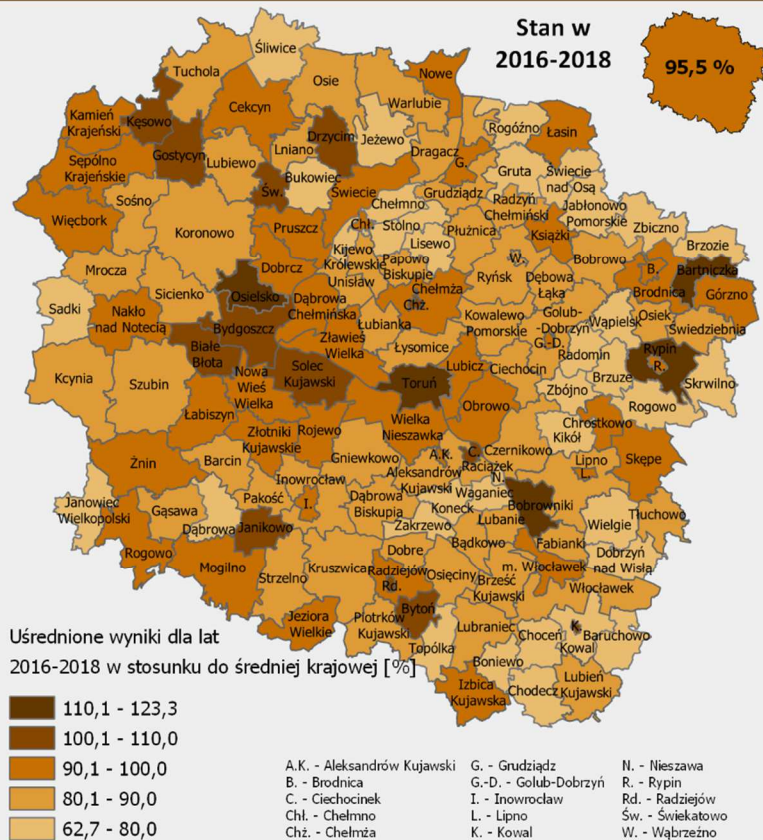 Stan w
2016-2018
95,5 %
Śliwice
Tuchola
Osie
Nowe
Cekcyn
Warlubie
Kamień
Krajeński
Kęsowo
Drzycim
Jeżewo
Rogóźno
Łasin
Gostycyn
Lniano
Dragacz
G.
Sępólno
Krajeńskie
Lubiewo
Bukowiec
Św.
Świecie
Gruta
Świecie
nad Osą
Sośno
Chełmno
Grudziądz
Radzyń
Chełmiński
Jabłonowo
Pomorskie
Więcbork
Koronowo
Pruszcz
Chł.
Stolno
Płużnica
Książki
Zbiczno
Kijewo
Królewskie
Lisewo
Brzozie
Mrocza
Dobrcz
Papowo
Biskupie
W.
Bobrowo
B.
Bartniczka
Unisław
Ryńsk
Dębowa
Łąka
Brodnica
Górzno
Sadki
Sicienko
Osielsko
Dąbrowa
Chełmińska
Chełmża
Chż.
Nakło
nad Notecią
Łubianka
Kowalewo
Pomorskie
Golub-
-Dobrzyń
G.-D.
Wąpielsk
Osiek
Świedziebnia
Bydgoszcz
Zławieś
Wielka
Łysomice
Radomin
Rypin
R.
Białe
Błota
Solec
Kujawski
Toruń
Lubicz
Ciechocin
Brzuze
Skrwilno
Kcynia
Szubin
Nowa
Wieś
Wielka
Zbójno
Rogowo
Łabiszyn
Obrowo
Wielka
Nieszawka
Chrostkowo
Złotniki
Kujawskie
Rojewo
Kikół
Żnin
Barcin
Gniewkowo
A.K.
C.
Czernikowo
Lipno
L.
Skępe
Inowrocław
Aleksandrów
Kujawski
Raciążek
N.
Janowiec
Wielkopolski
Gąsawa
Pakość
I.
Dąbrowa
Biskupia
Waganiec
Koneck
Bobrowniki
Tłuchowo
Dąbrowa
Janikowo
Zakrzewo
Lubanie
Wielgie
Rogowo
Dobre
Bądkowo
Fabianki
Dobrzyń
nad Wisłą
Mogilno
Strzelno
Kruszwica
Radziejów
Rd.
Osięciny
m. Włocławek
Brześć
Kujawski
Włocławek
Jeziora
Wielkie
Piotrków
Kujawski
Bytoń
Lubraniec
K.
Choceń
Baruchowo
Kowal
Topólka
Boniewo
Izbica
Kujawska
Chodecz
Lubień
Kujawski
Uśrednione wyniki dla lat
2016-2018 w stosunku do średniej krajowej [%]
110,1 - 123,3
100,1 - 110,0
90,1 - 100,0
80,1 - 90,0
62,7 - 80,0
A.K. - Aleksandrów Kujawski
B. - Brodnica
C. - Ciechocinek
Chł. - Chełmno
Chż. - Chełmża
G. - Grudziądz
G.-D. - Golub-Dobrzyń
I. - Inowrocław
L. - Lipno
K. - Kowal
N. - Nieszawa
R. - Rypin
Rd. - Radziejów
Św. - Świekatowo
W. - Wąbrzeźno